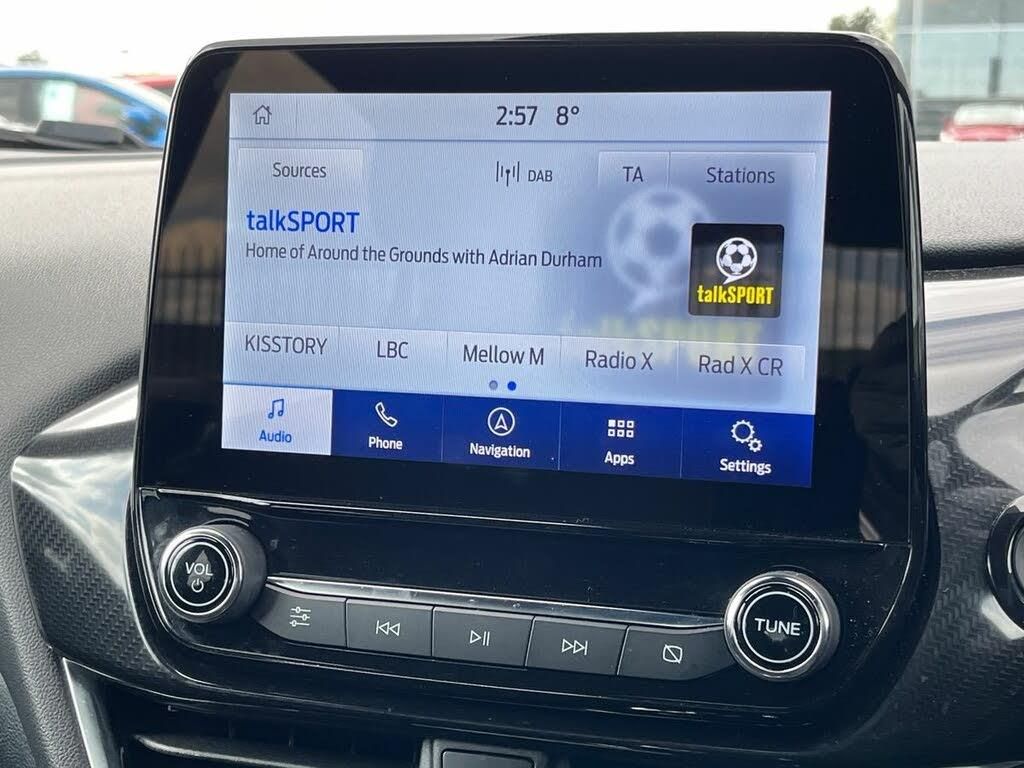 2:57 8°
Sources DAB TA Stations
talkSPORT
Home of Around the Grounds with Adrian Durham
talkSPORT
KISSTORY LBC Mellow M Radio X Rad X CR
Audio Phone Navigation Apps Settings
VOL
TUNE